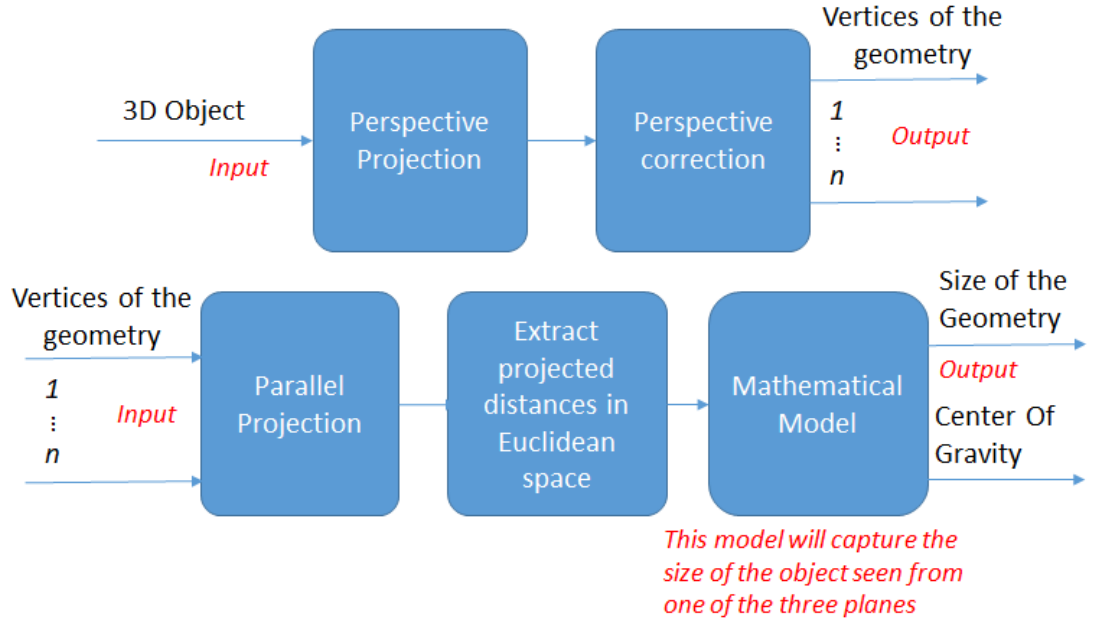 3D Object
Input
Perspective
Projection
Perspective
correction
Vertices of the
geometry
1
⋮
n
Output
Vertices of the
geometry
1
⋮
n
Input
Parallel
Projection
Extract
projected
distances in
Euclidean
space
Mathematical
Model
Size of the
Geometry
Output
Center Of
Gravity
This model will capture the
size of the object seen from
one of the three planes